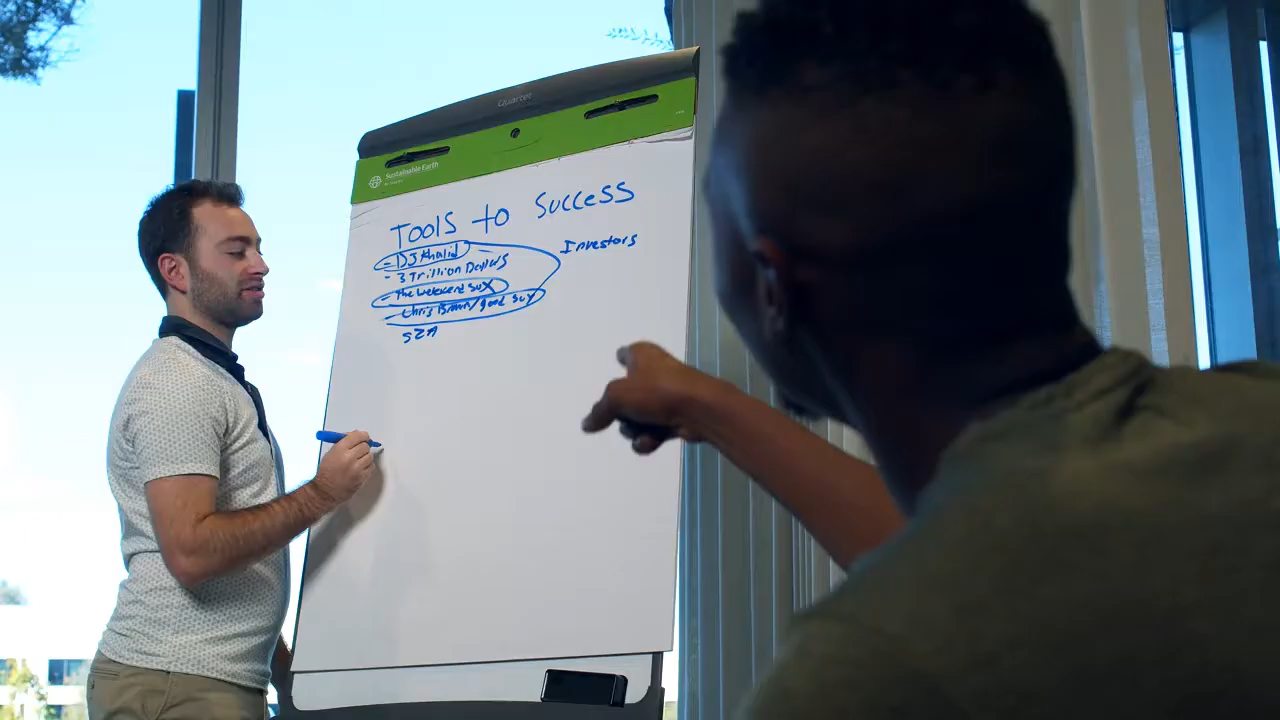 Quartet
Sustainable Earth
TOOLS to SUCCESS
- DJ Khalid
Investors
- 3 Trillion Dollars
- The Weekend SUX
- Chris Brown/good guy
SZA